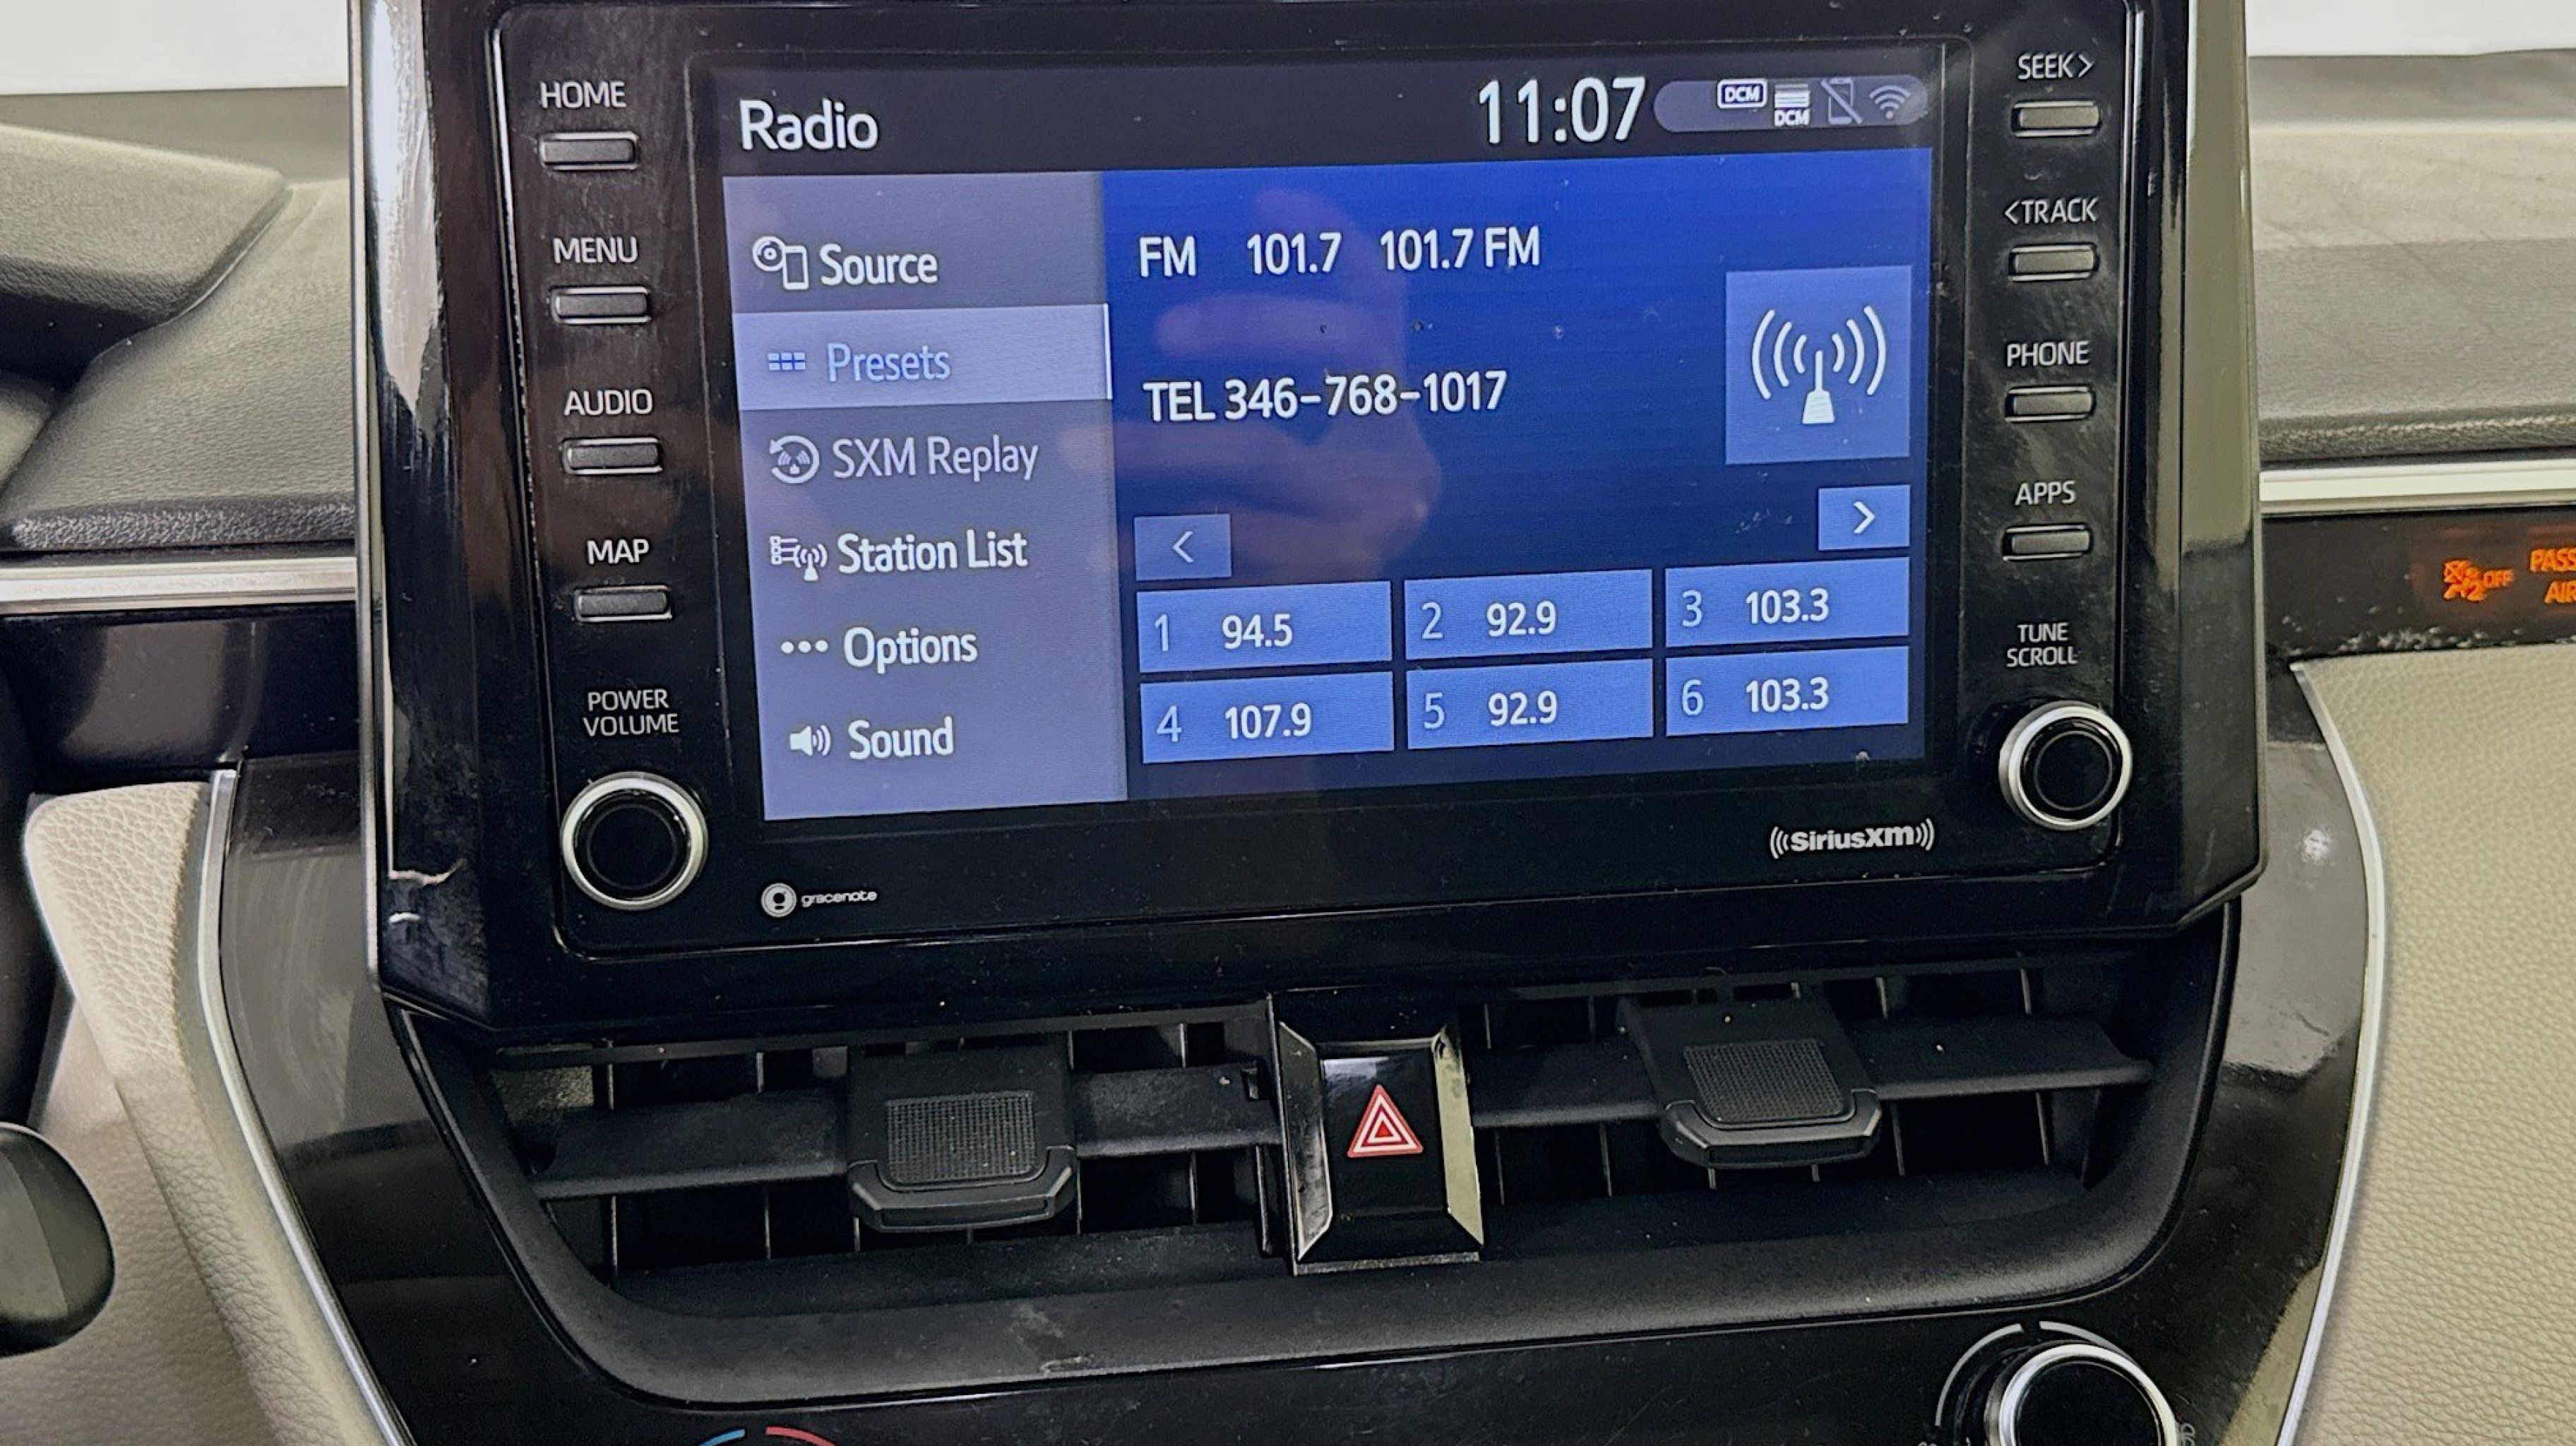 HOME
MENU
AUDIO
MAP
POWER
VOLUME
Radio
11:07
DCM
DCM
Source
Presets
SXM Replay
Station List
Options
Sound
FM 101.7 101.7 FM
TEL 346-768-1017
<
>
1 94.5
2 92.9
3 103.3
4 107.9
5 92.9
6 103.3
SEEK>
<TRACK
PHONE
APPS
TUNE
SCROLL
gracenote
SiriusXM
OFF